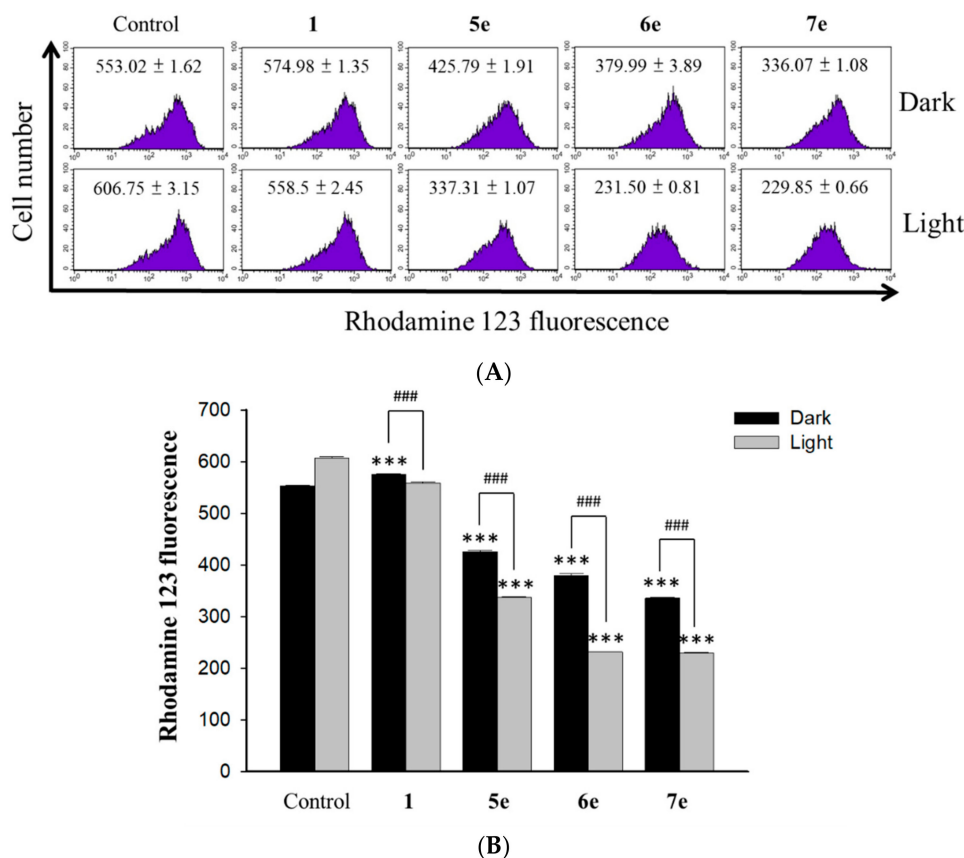 Control 1 5e 6e 7e
553.02 ± 1.62 574.98 ± 1.35 425.79 ± 1.91 379.99 ± 3.89 336.07 ± 1.08
Dark
606.75 ± 3.15 558.5 ± 2.45 337.31 ± 1.07 231.50 ± 0.81 229.85 ± 0.66
Light
Cell number
Rhodamine 123 fluorescence
(A)
Rhodamine 123 fluorescence
700
600
500
400
300
200
100
0
Dark
Light
###
###
###
###
***
***
***
***
***
***
***
Control 1 5e 6e 7e
(B)